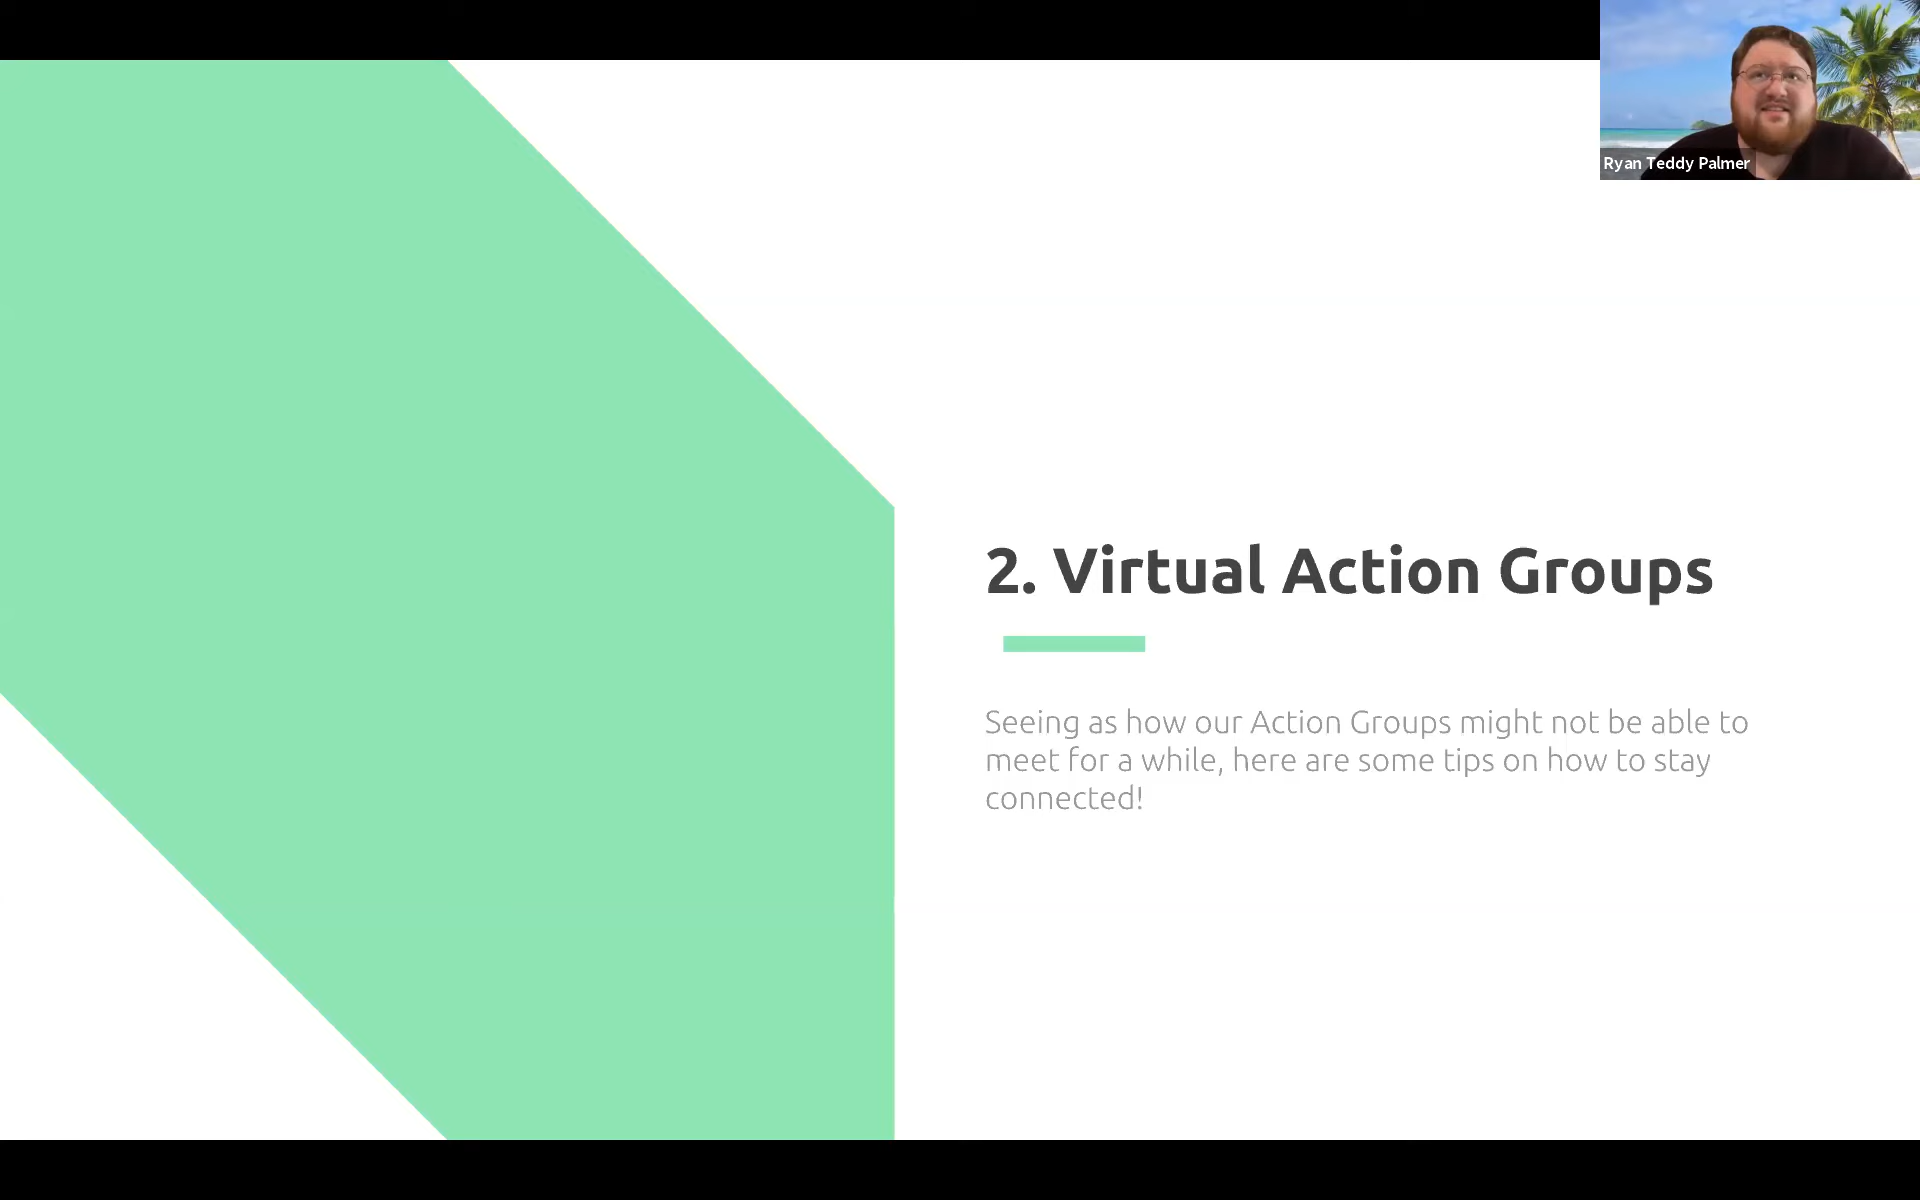 Ryan Teddy Palmer
2. Virtual Action Groups
Seeing as how our Action Groups might not be able to
meet for a while, here are some tips on how to stay
connected!